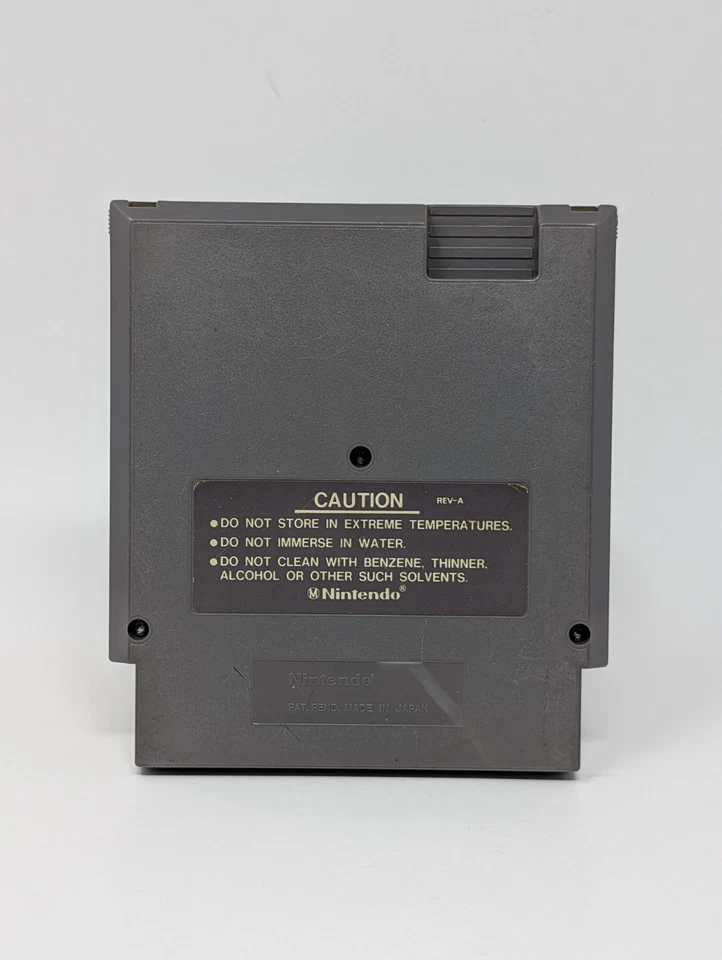 CAUTION REV-A
●DO NOT STORE IN EXTREME TEMPERATURES.
●DO NOT IMMERSE IN WATER.
●DO NOT CLEAN WITH BENZENE, THINNER,
ALCOHOL OR OTHER SUCH SOLVENTS.
Ⓜ Nintendo®
Nintendo®
PAT. PEND. MADE IN JAPAN